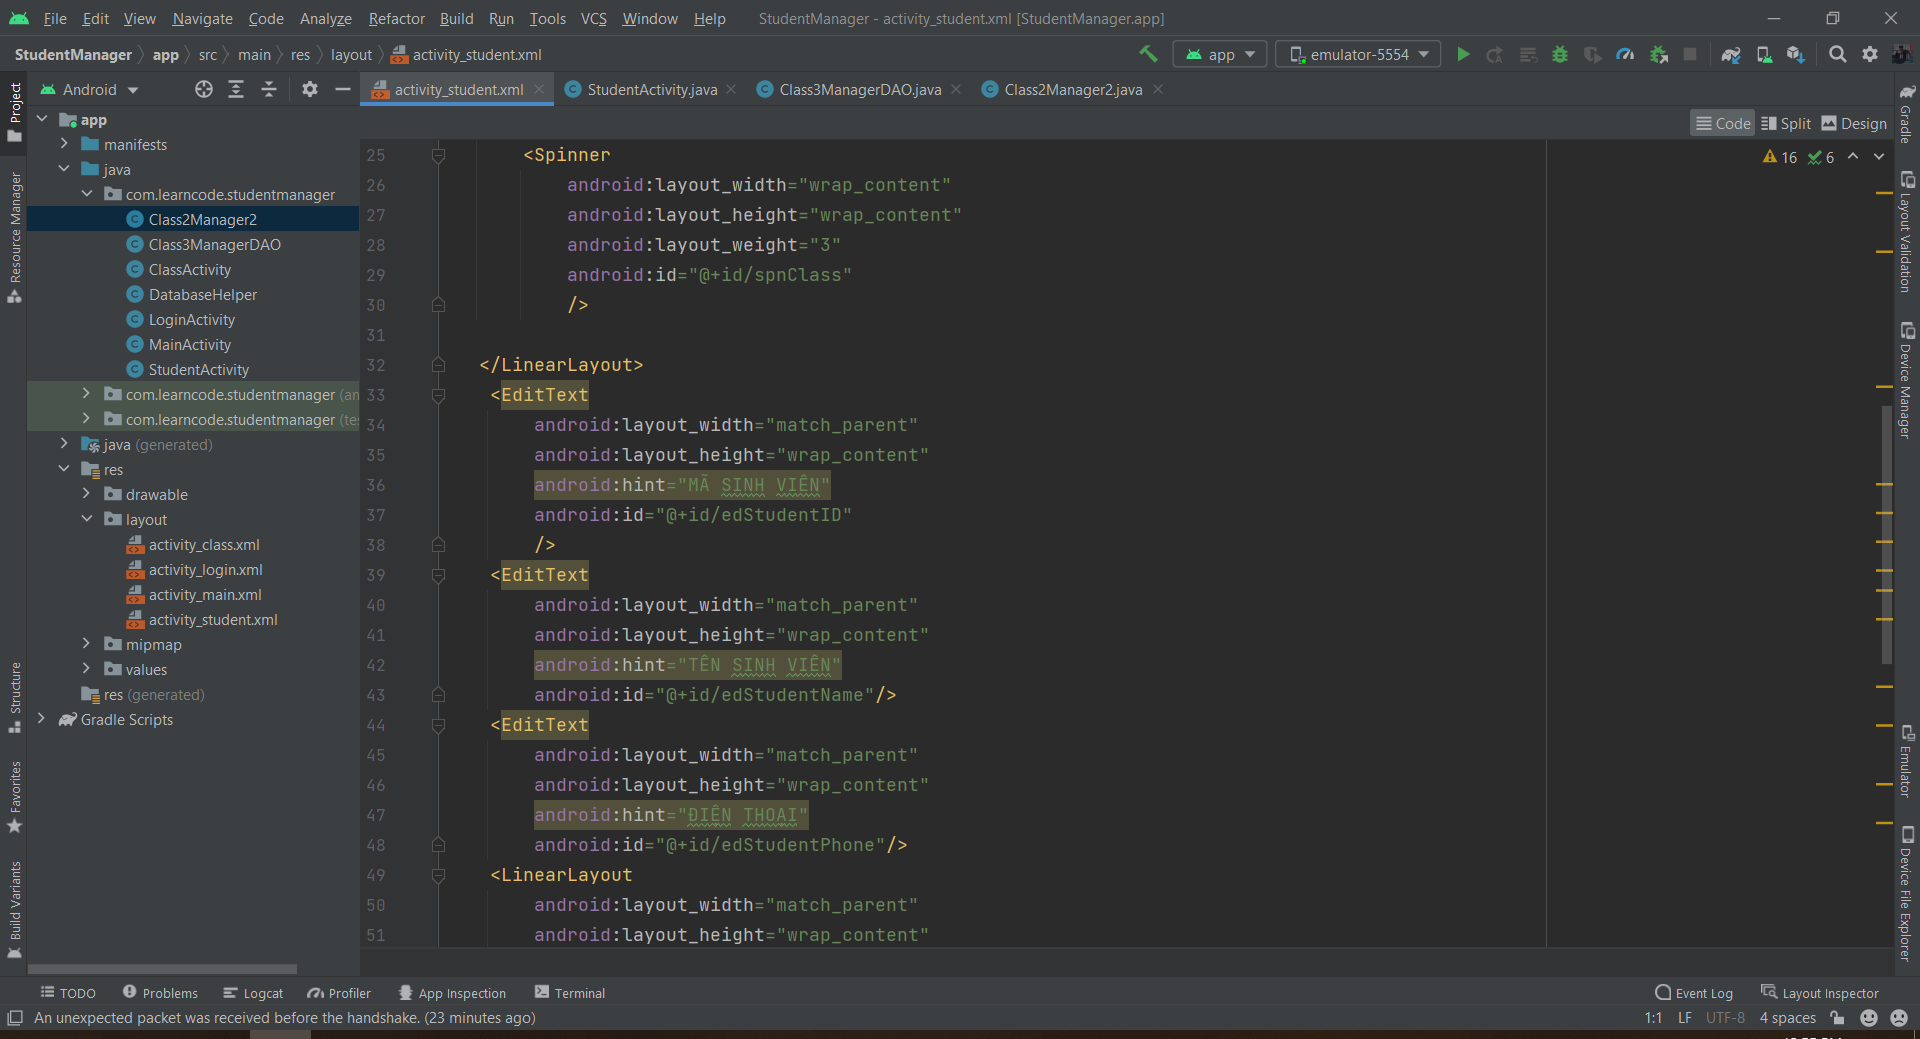 File Edit View Navigate Code Analyze Refactor Build Run Tools VCS Window Help StudentManager - activity_student.xml [StudentManager.app]
StudentManager app src main res layout activity_student.xml app emulator-5554
Android activity_student.xml StudentActivity.java Class3ManagerDAO.java Class2Manager2.java
Code Split Design
16 6
Project
Resource Manager
Structure
Favorites
Build Variants
app
manifests
java
com.learncode.studentmanager
Class2Manager2
Class3ManagerDAO
ClassActivity
DatabaseHelper
LoginActivity
MainActivity
StudentActivity
com.learncode.studentmanager (an
com.learncode.studentmanager (tes
java (generated)
res
drawable
layout
activity_class.xml
activity_login.xml
activity_main.xml
activity_student.xml
mipmap
values
res (generated)
Gradle Scripts
25 <Spinner
26 android:layout_width="wrap_content"
27 android:layout_height="wrap_content"
28 android:layout_weight="3"
29 android:id="@+id/spnClass"
30 />
31
32 </LinearLayout>
33 <EditText
34 android:layout_width="match_parent"
35 android:layout_height="wrap_content"
36 android:hint="MÃ SINH VIÊN"
37 android:id="@+id/edStudentID"
38 />
39 <EditText
40 android:layout_width="match_parent"
41 android:layout_height="wrap_content"
42 android:hint="TÊN SINH VIÊN"
43 android:id="@+id/edStudentName"/>
44 <EditText
45 android:layout_width="match_parent"
46 android:layout_height="wrap_content"
47 android:hint="ĐIỆN THOẠI"
48 android:id="@+id/edStudentPhone"/>
49 <LinearLayout
50 android:layout_width="match_parent"
51 android:layout_height="wrap_content"
Gradle
Layout Validation
Device Manager
Emulator
Device File Explorer
TODO Problems Logcat Profiler App Inspection Terminal Event Log Layout Inspector
An unexpected packet was received before the handshake. (23 minutes ago) 1:1 LF UTF-8 4 spaces